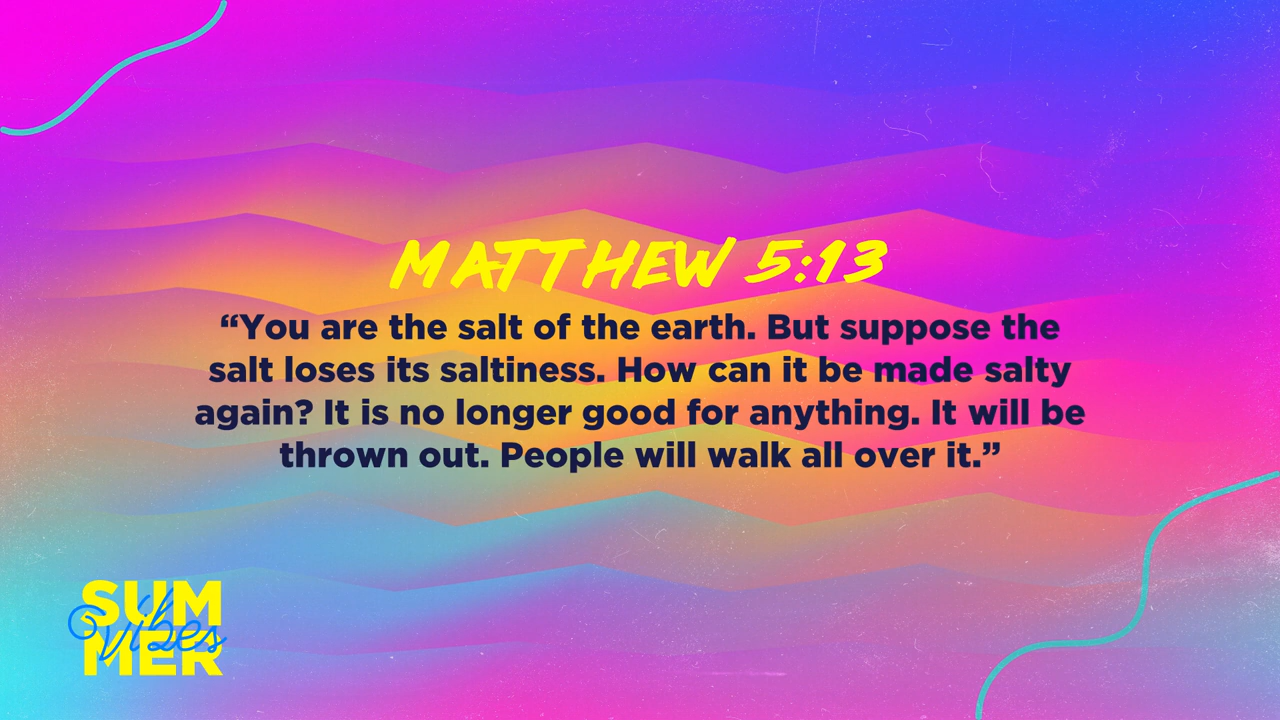 MATTHEW 5:13
“You are the salt of the earth. But suppose the
salt loses its saltiness. How can it be made salty
again? It is no longer good for anything. It will be
thrown out. People will walk all over it.”
SUM
Vibes
MER